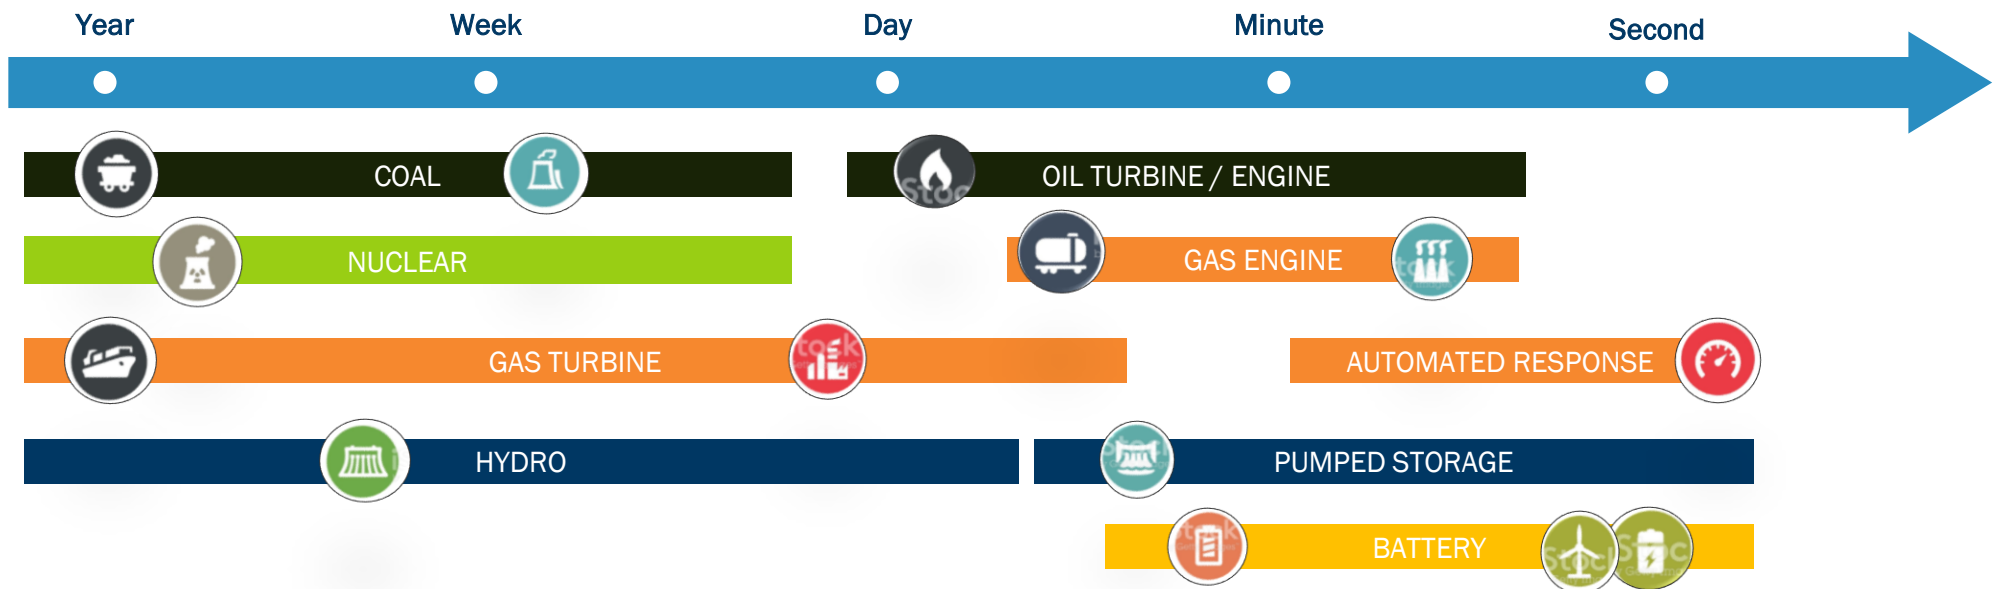 Year Week Day Minute Second
COAL OIL TURBINE / ENGINE
NUCLEAR GAS ENGINE
GAS TURBINE AUTOMATED RESPONSE
HYDRO PUMPED STORAGE
BATTERY